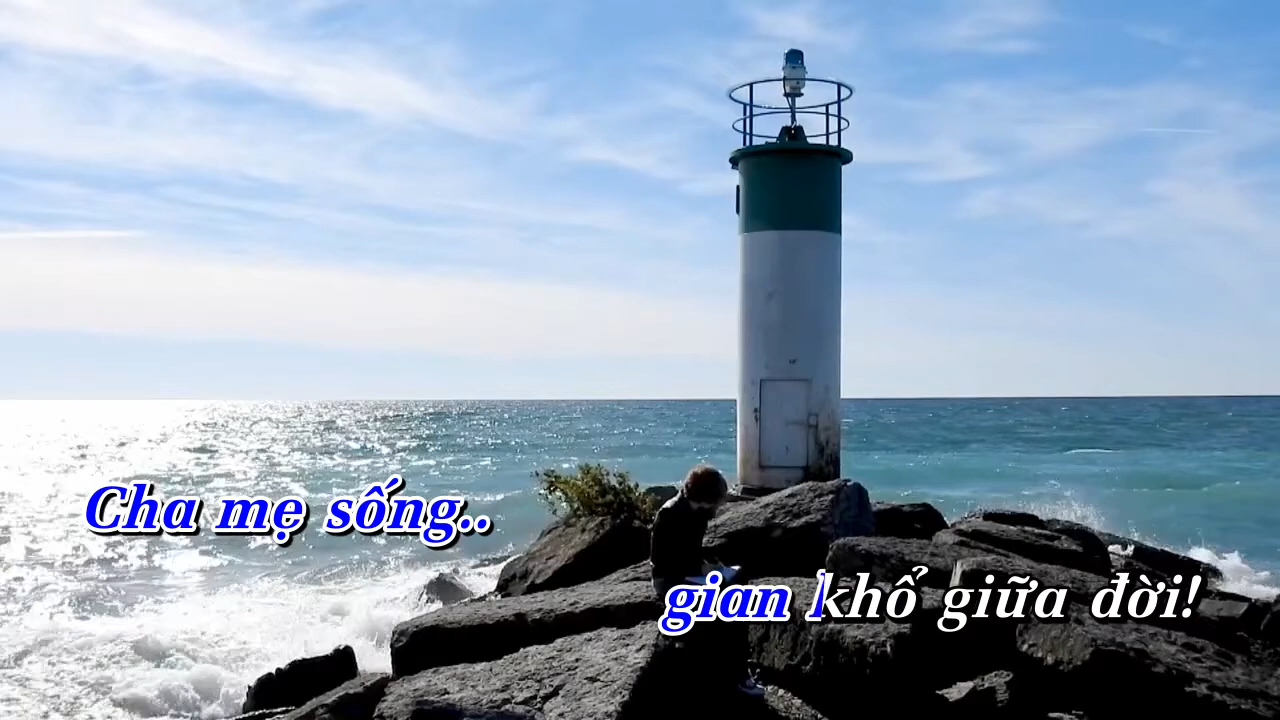 Cha mẹ sống..
gian khổ giữa đời!